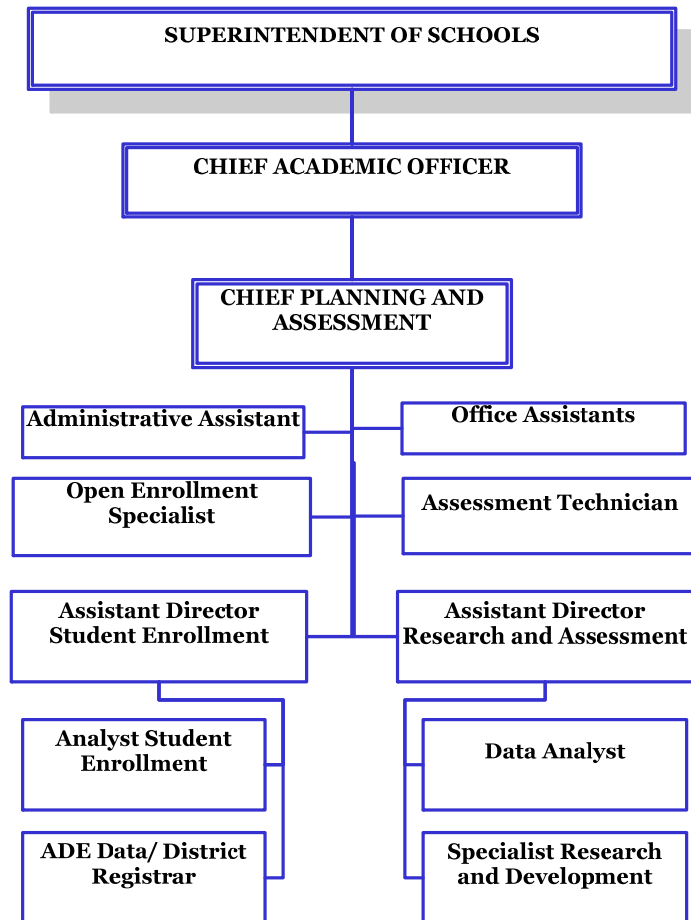 SUPERINTENDENT OF SCHOOLS
CHIEF ACADEMIC OFFICER
CHIEF PLANNING AND
ASSESSMENT
Administrative Assistant
Office Assistants
Open Enrollment
Specialist
Assessment Technician
Assistant Director
Student Enrollment
Assistant Director
Research and Assessment
Analyst Student
Enrollment
Data Analyst
ADE Data/ District
Registrar
Specialist Research
and Development